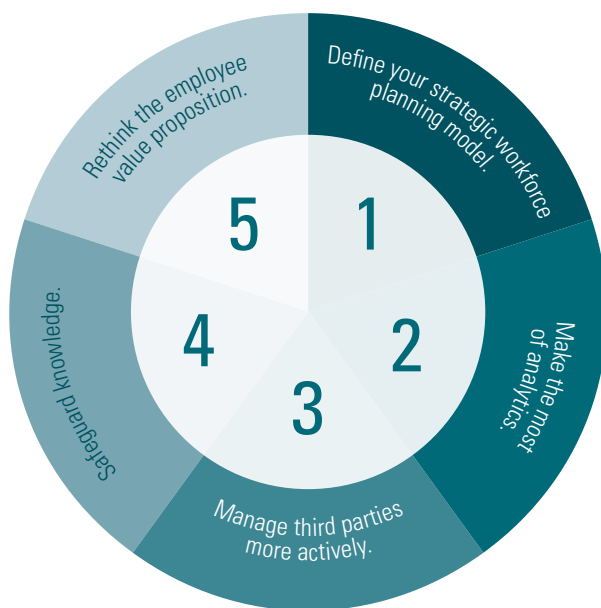 1
Define your strategic workforce
planning model.
2
Make the most
of analytics.
3
Manage third parties
more actively.
4
Safeguard knowledge.
5
Rethink the employee
value proposition.